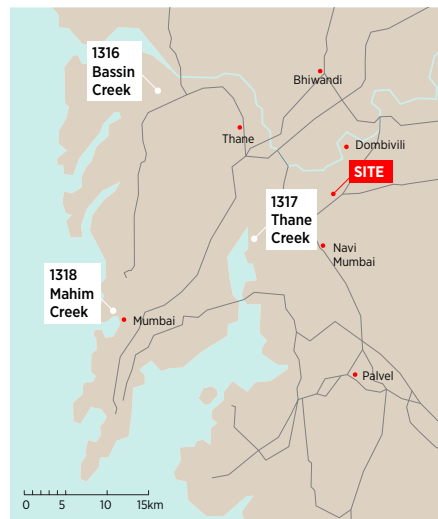 1316
Bassin
Creek
Bhiwandi
Thane
Dombivili
SITE
1317
Thane
Creek
Navi
Mumbai
1318
Mahim
Creek
Mumbai
Palvel
0 5 10 15km